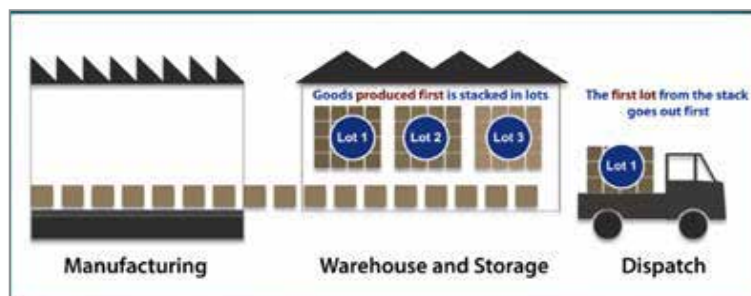 Goods produced first is stacked in lots
The first lot from the stack
goes out first
Lot 1
Lot 2
Lot 3
Lot 1
Manufacturing
Warehouse and Storage
Dispatch